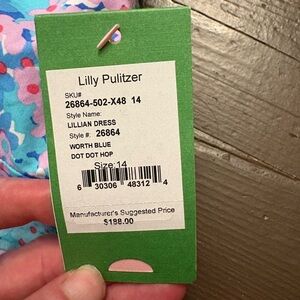 Lilly Pulitzer
SKU#
26864-502-X48 14
Style Name:
LILLIAN DRESS
Style #: 26864
WORTH BLUE
DOT DOT HOP
Size: 14
6 30306 48312 4
Manufacturer's Suggested Price
$188.00